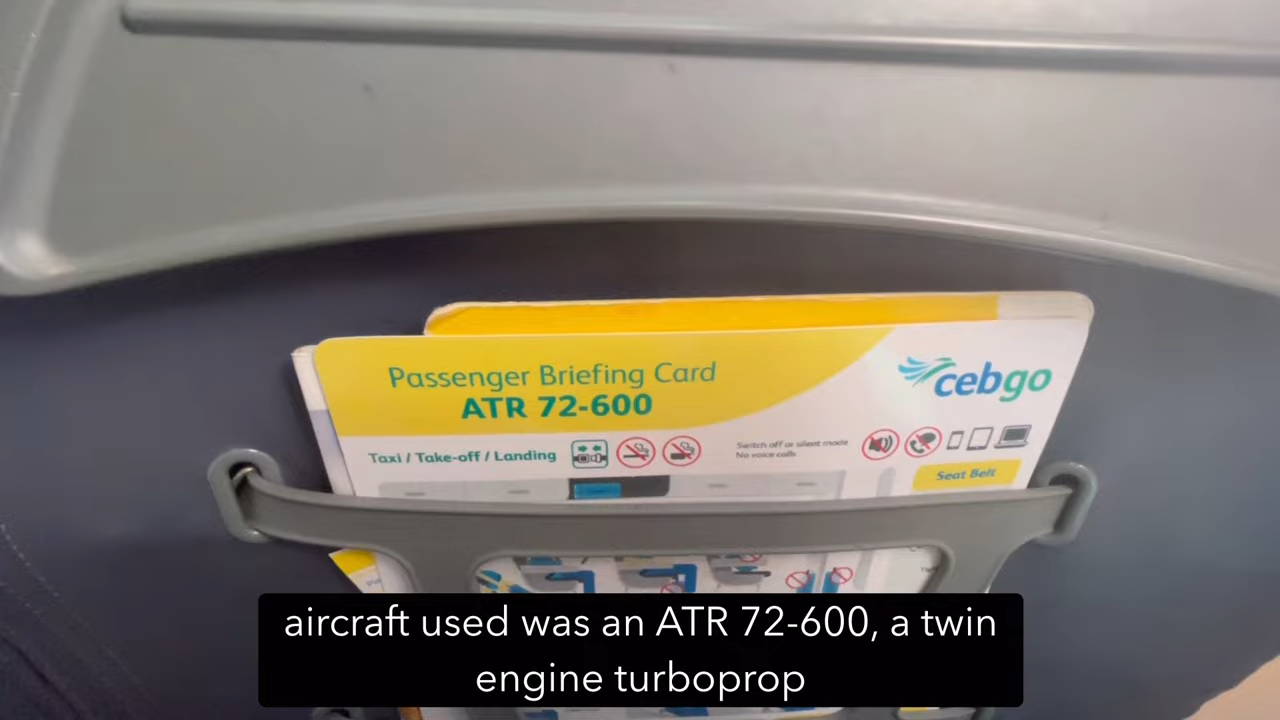 Passenger Briefing Card
ATR 72-600
cebgo
Taxi / Take-off / Landing
Switch off or silent mode
No voice calls
Seat Belt
aircraft used was an ATR 72-600, a twin
engine turboprop